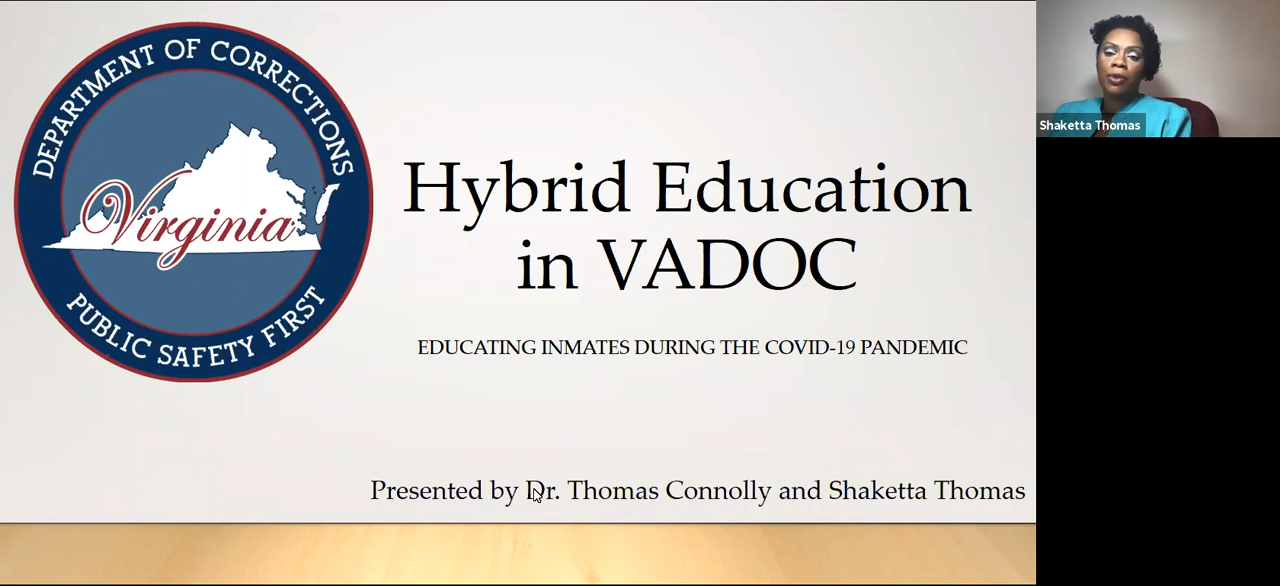 DEPARTMENT OF CORRECTIONS
Virginia
PUBLIC SAFETY FIRST
Hybrid Education
in VADOC
EDUCATING INMATES DURING THE COVID-19 PANDEMIC
Presented by Dr. Thomas Connolly and Shaketta Thomas
Shaketta Thomas